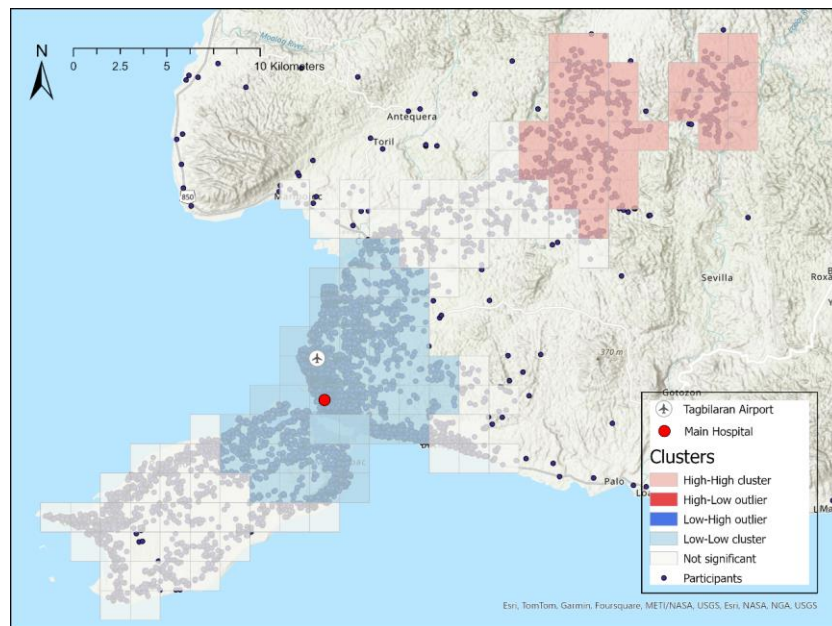 N
0 2.5 5 10 Kilometers
Antequera
Toril
850
Sevilla
370 m
Gotozon
Palo
Tagbilaran Airport
Main Hospital
Clusters
High-High cluster
High-Low outlier
Low-High outlier
Low-Low cluster
Not significant
Participants
Esri, TomTom, Garmin, Foursquare, METI/NASA, USGS, Esri, NASA, NGA, USGS